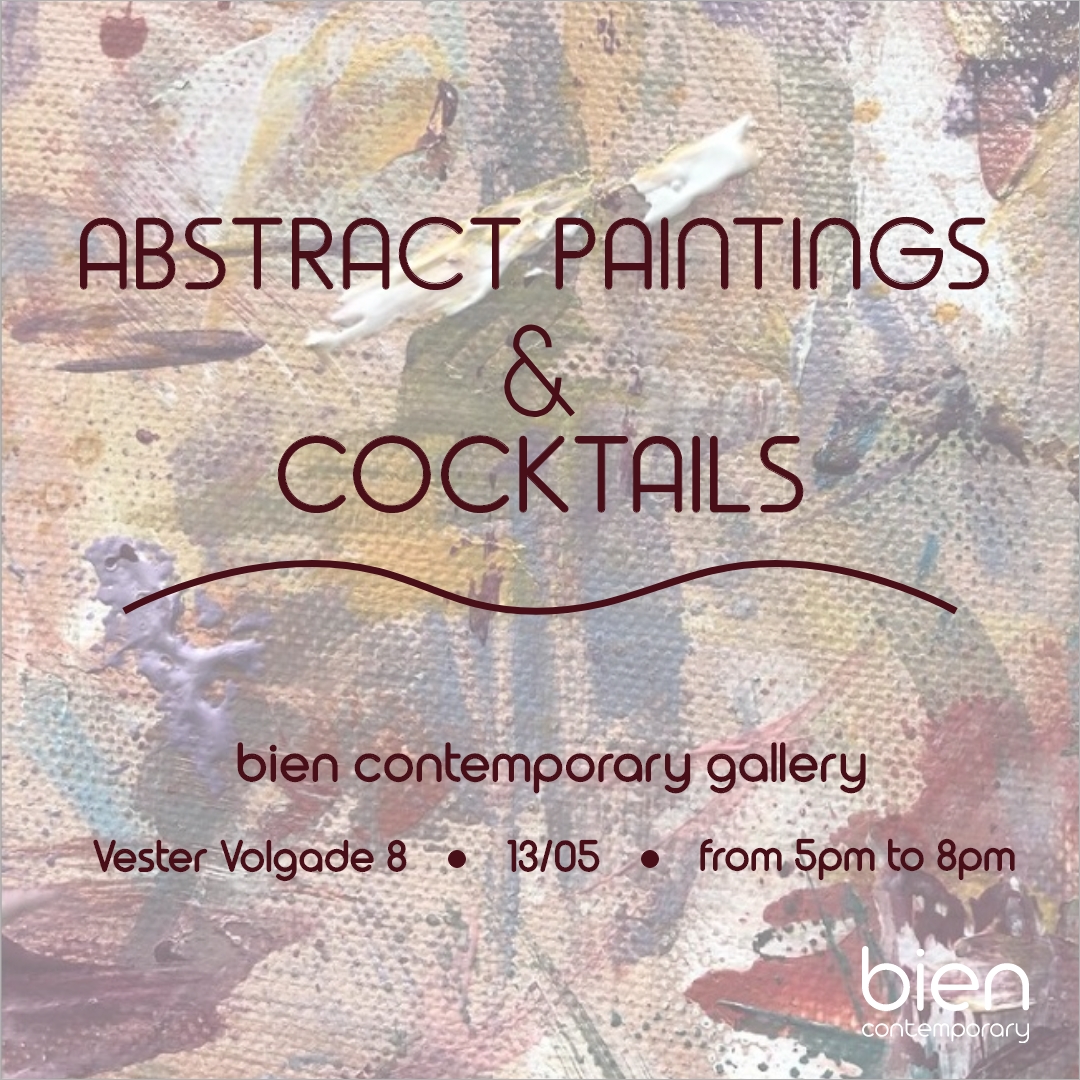 ABSTRACT PAINTINGS
&
COCKTAILS
bien contemporary gallery
Vester Volgade 8 • 13/05 • from 5pm to 8pm
bien
contemporary